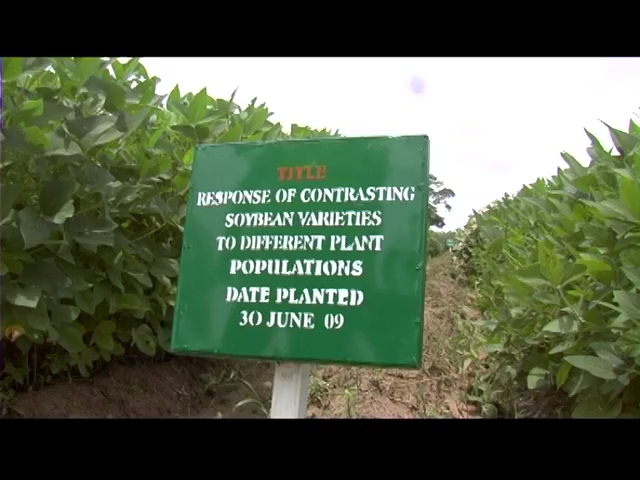 TITLE
RESPONSE OF CONTRASTING
SOYBEAN VARIETIES
TO DIFFERENT PLANT
POPULATIONS
DATE PLANTED
30 JUNE 09